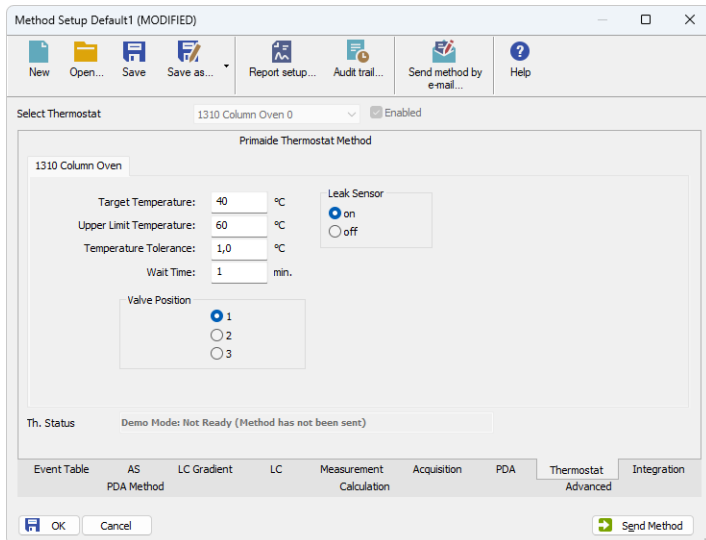 Method Setup Default1 (MODIFIED)
New Open... Save Save as... Report setup... Audit trail... Send method by e-mail... Help
Select Thermostat 1310 Column Oven 0 Enabled
Primaide Thermostat Method
1310 Column Oven
Leak Sensor
Target Temperature: 40 ºC on
Upper Limit Temperature: 60 ºC off
Temperature Tolerance: 1,0 ºC
Wait Time: 1 min.
Valve Position
1
2
3
Th. Status Demo Mode: Not Ready (Method has not been sent)
Event Table AS LC Gradient LC Measurement Acquisition PDA Thermostat Integration
PDA Method Calculation Advanced
OK Cancel Send Method